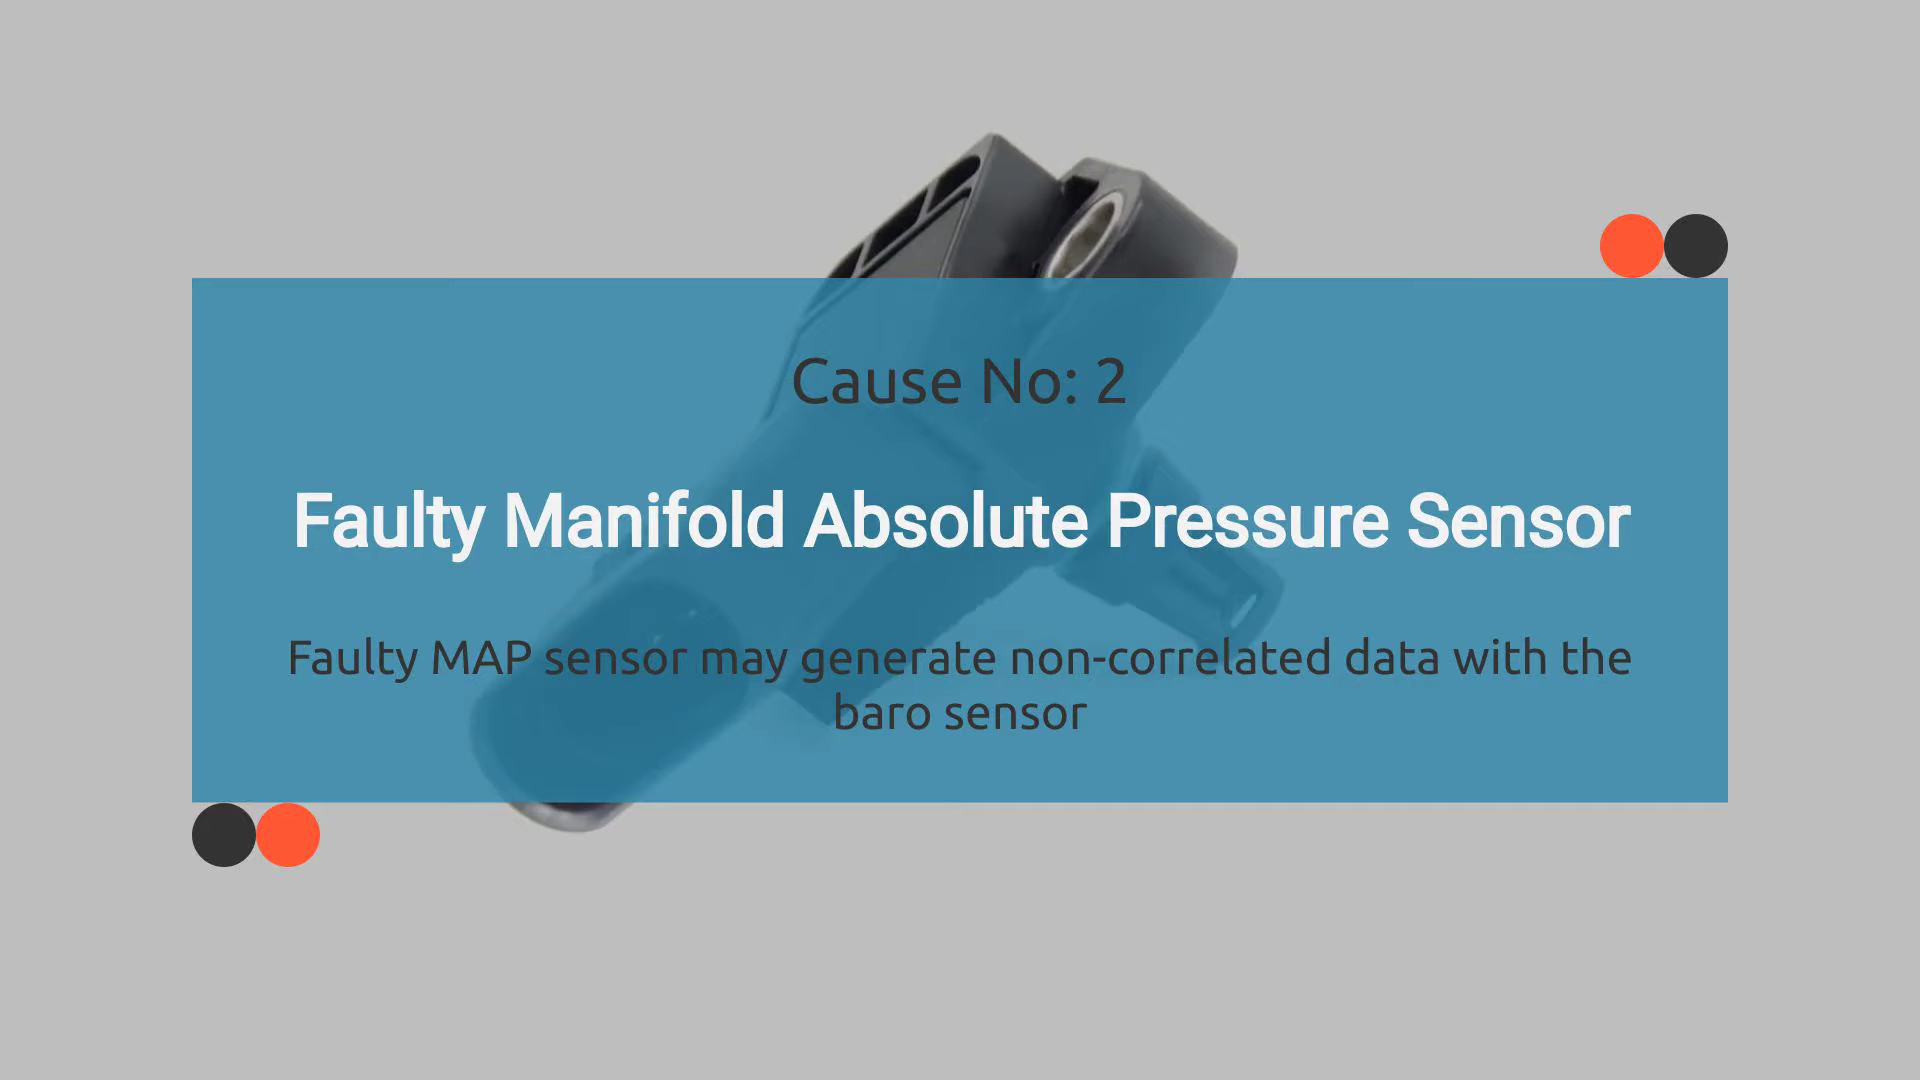 Cause No: 2
Faulty Manifold Absolute Pressure Sensor
Faulty MAP sensor may generate non-correlated data with the
baro sensor